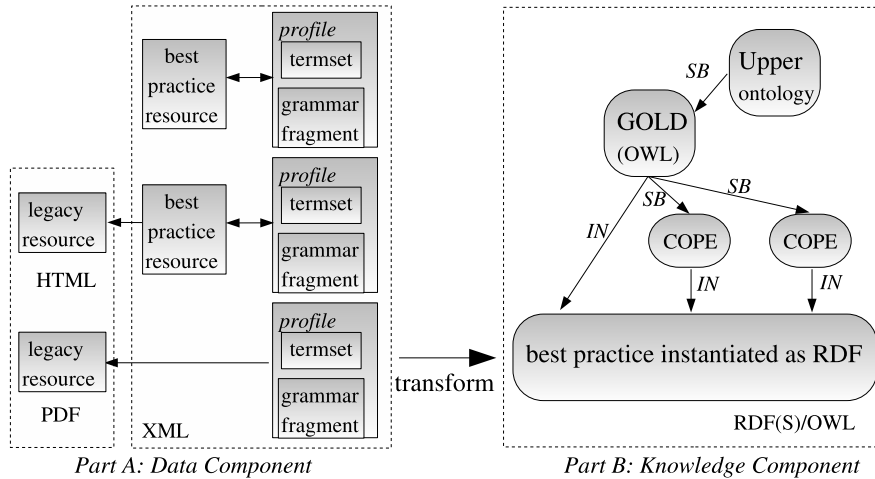 best
practice
resource
profile
termset
grammar
fragment
legacy
resource
HTML
best
practice
resource
profile
termset
grammar
fragment
legacy
resource
PDF
profile
termset
grammar
fragment
XML
Part A: Data Component
transform
Upper
ontology
SB
GOLD
(OWL)
IN
SB
SB
COPE
COPE
IN
IN
best practice instantiated as RDF
RDF(S)/OWL
Part B: Knowledge Component